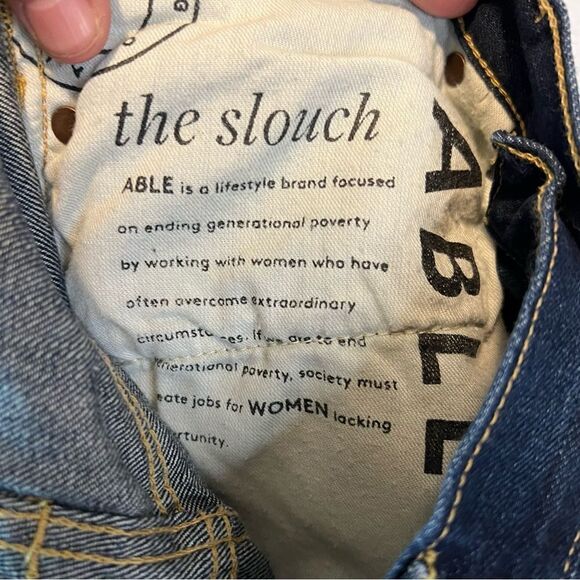 the slouch
ABLE is a lifestyle brand focused
on ending generational poverty
by working with women who have
often overcome extraordinary
If we are to end
poverty, society must
jobs for WOMEN lacking
ABLE